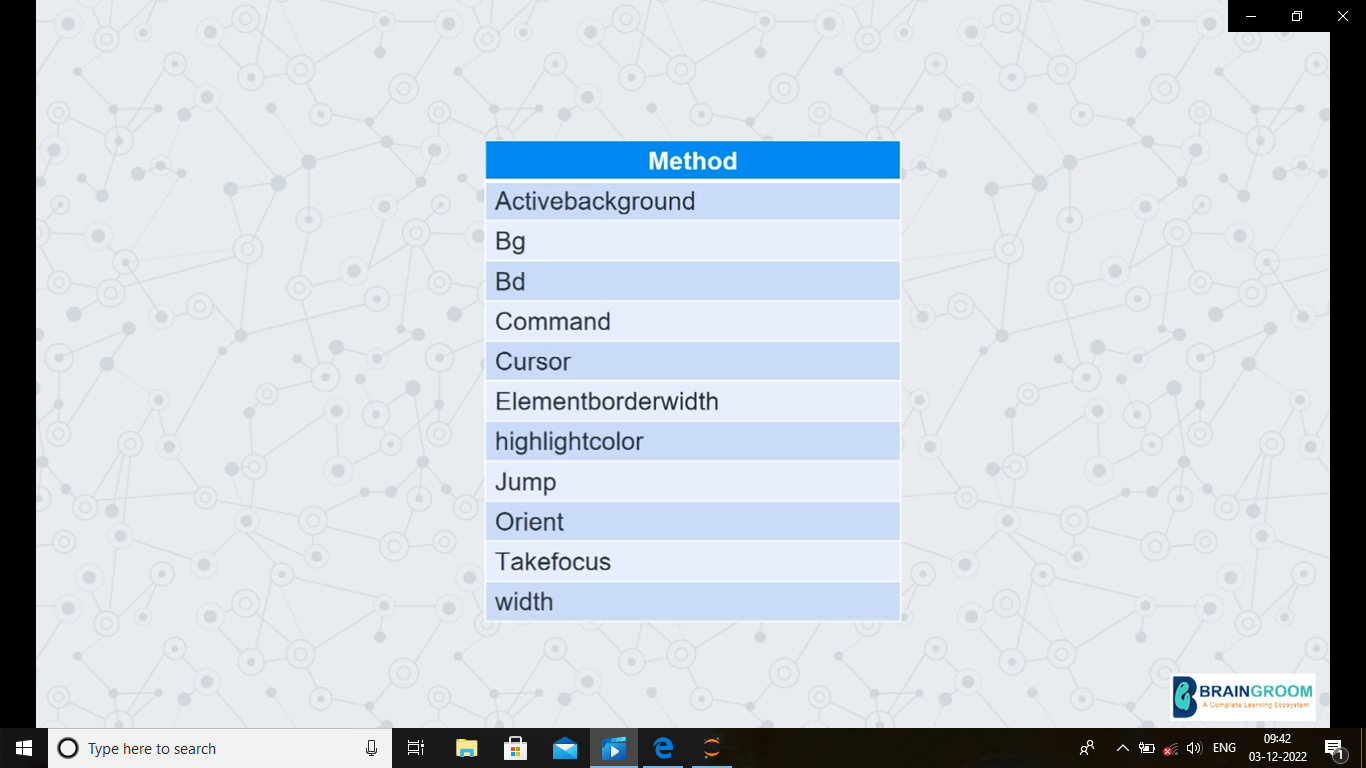 Method
Activebackground
Bg
Bd
Command
Cursor
Elementborderwidth
highlightcolor
Jump
Orient
Takefocus
width
BRAINGROOM
A Complete Learning Ecosystem
Type here to search
ENG
09:42
03-12-2022
1